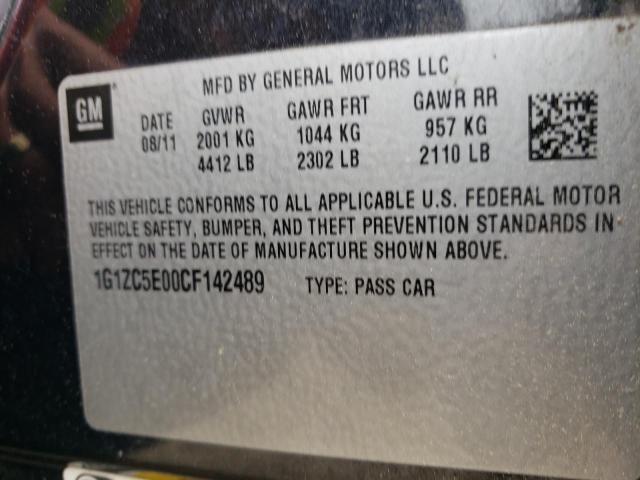 MFD BY GENERAL MOTORS LLC
GM
DATE GVWR GAWR FRT GAWR RR
08/11 2001 KG 1044 KG 957 KG
4412 LB 2302 LB 2110 LB
THIS VEHICLE CONFORMS TO ALL APPLICABLE U.S. FEDERAL MOTOR
VEHICLE SAFETY, BUMPER, AND THEFT PREVENTION STANDARDS IN
EFFECT ON THE DATE OF MANUFACTURE SHOWN ABOVE.
1G1ZC5E00CF142489 TYPE: PASS CAR